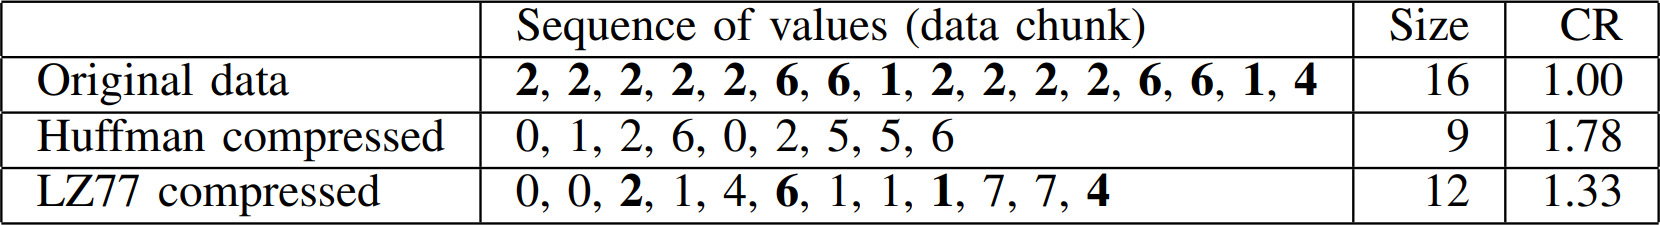 Sequence of values (data chunk) Size CR
Original data 2, 2, 2, 2, 2, 6, 6, 1, 2, 2, 2, 2, 6, 6, 1, 4 16 1.00
Huffman compressed 0, 1, 2, 6, 0, 2, 5, 5, 6 9 1.78
LZ77 compressed 0, 0, 2, 1, 4, 6, 1, 1, 1, 7, 7, 4 12 1.33